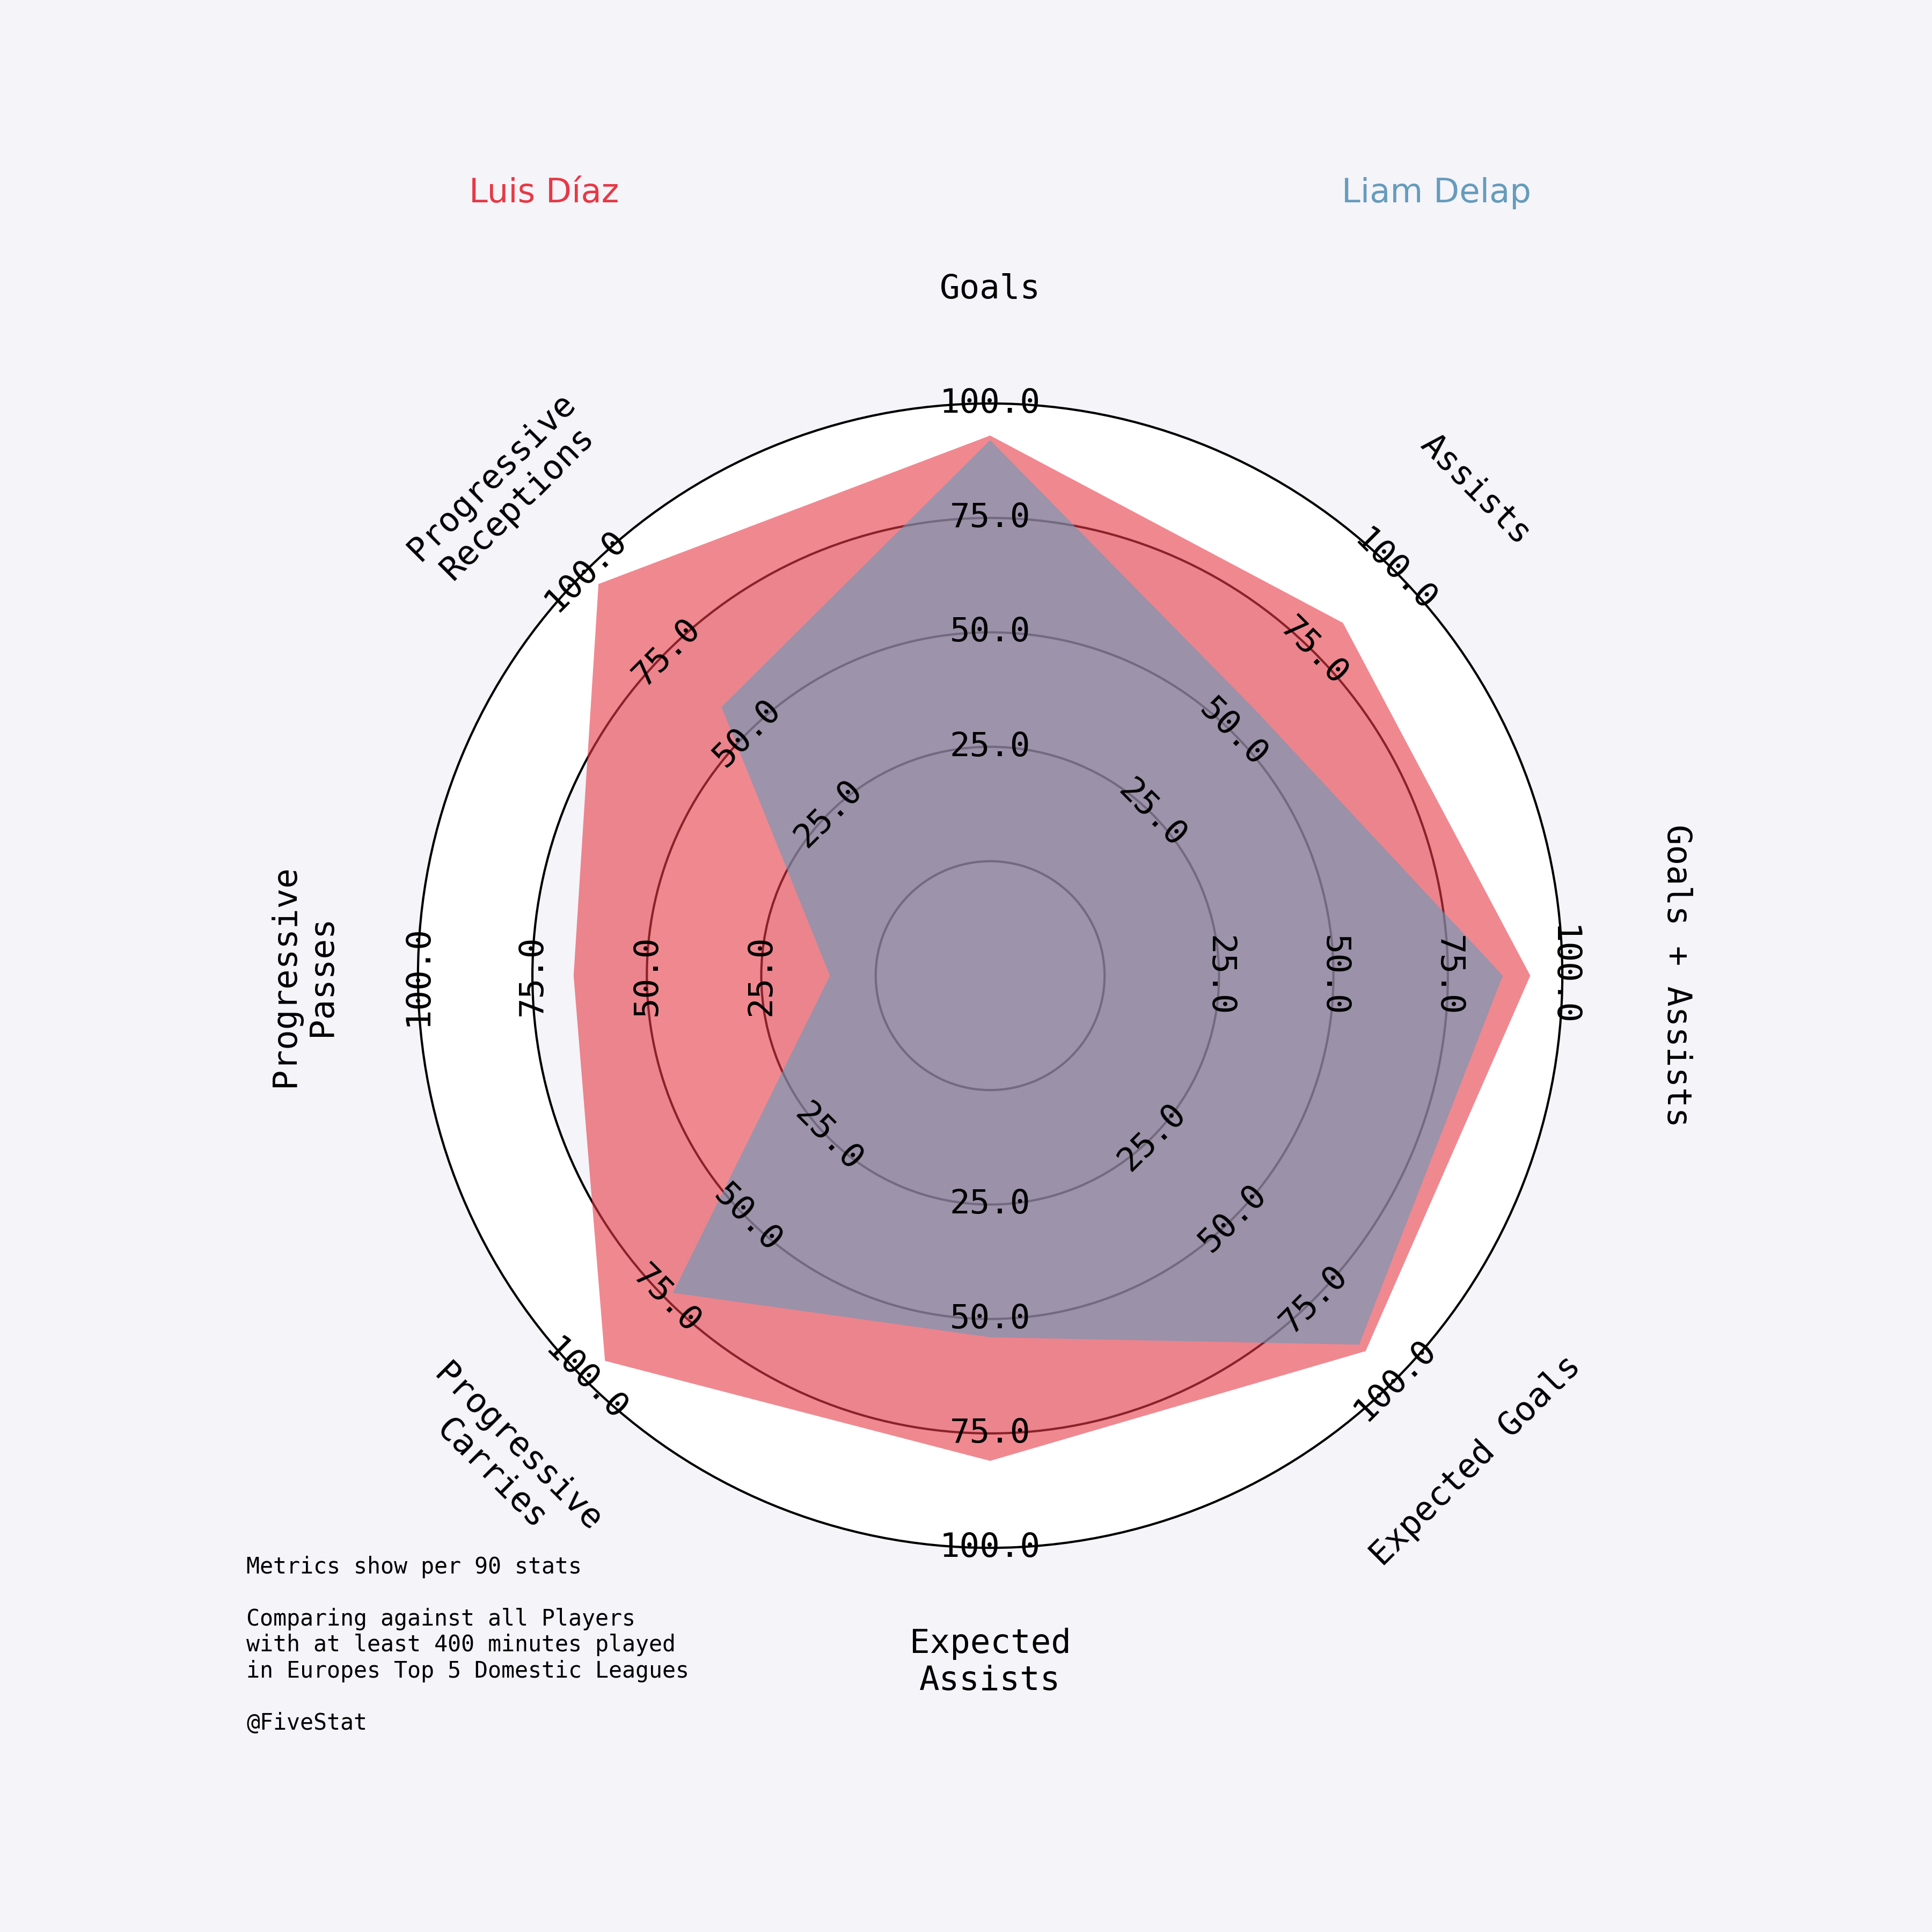 Luis Díaz
Liam Delap
Goals
Assists
Goals + Assists
Expected Goals
Expected
Assists
Progressive
Carries
Progressive
Passes
Progressive
Receptions
25.0
50.0
75.0
100.0
25.0
50.0
75.0
100.0
25.0
50.0
75.0
100.0
25.0
50.0
75.0
100.0
25.0
50.0
75.0
100.0
25.0
50.0
75.0
100.0
25.0
50.0
75.0
100.0
25.0
50.0
75.0
100.0
Metrics show per 90 stats
Comparing against all Players
with at least 400 minutes played
in Europes Top 5 Domestic Leagues
@FiveStat